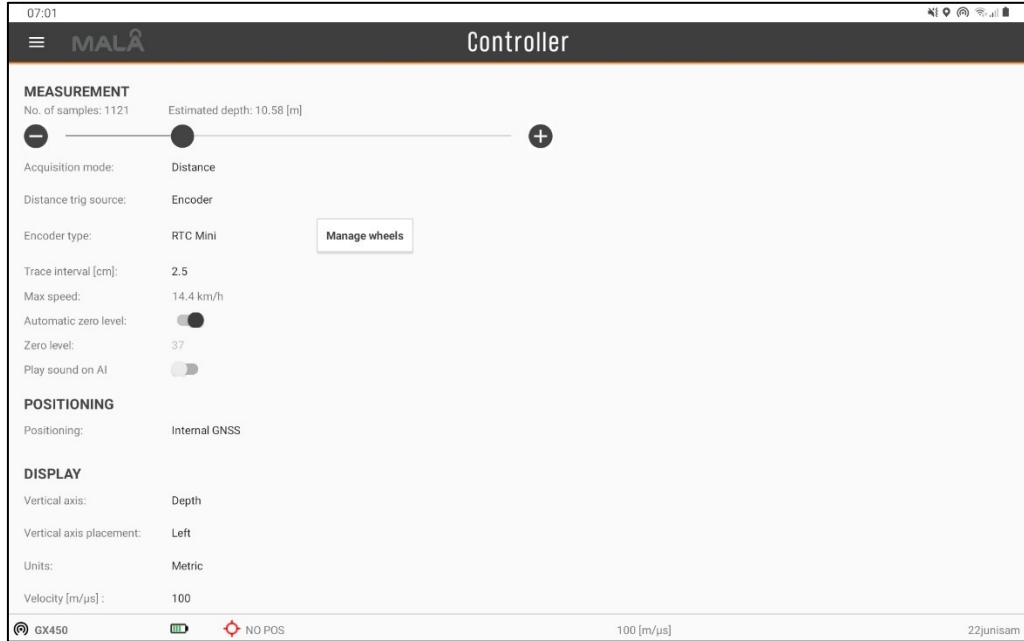 07:01
MALÅ Controller
MEASUREMENT
No. of samples: 1121 Estimated depth: 10.58 [m]
Acquisition mode: Distance
Distance trig source: Encoder
Encoder type: RTC Mini Manage wheels
Trace interval [cm]: 2.5
Max speed: 14.4 km/h
Automatic zero level:
Zero level: 37
Play sound on AI
POSITIONING
Positioning: Internal GNSS
DISPLAY
Vertical axis: Depth
Vertical axis placement: Left
Units: Metric
Velocity [m/µs] : 100
GX450 NO POS 100 [m/µs] 22junisam